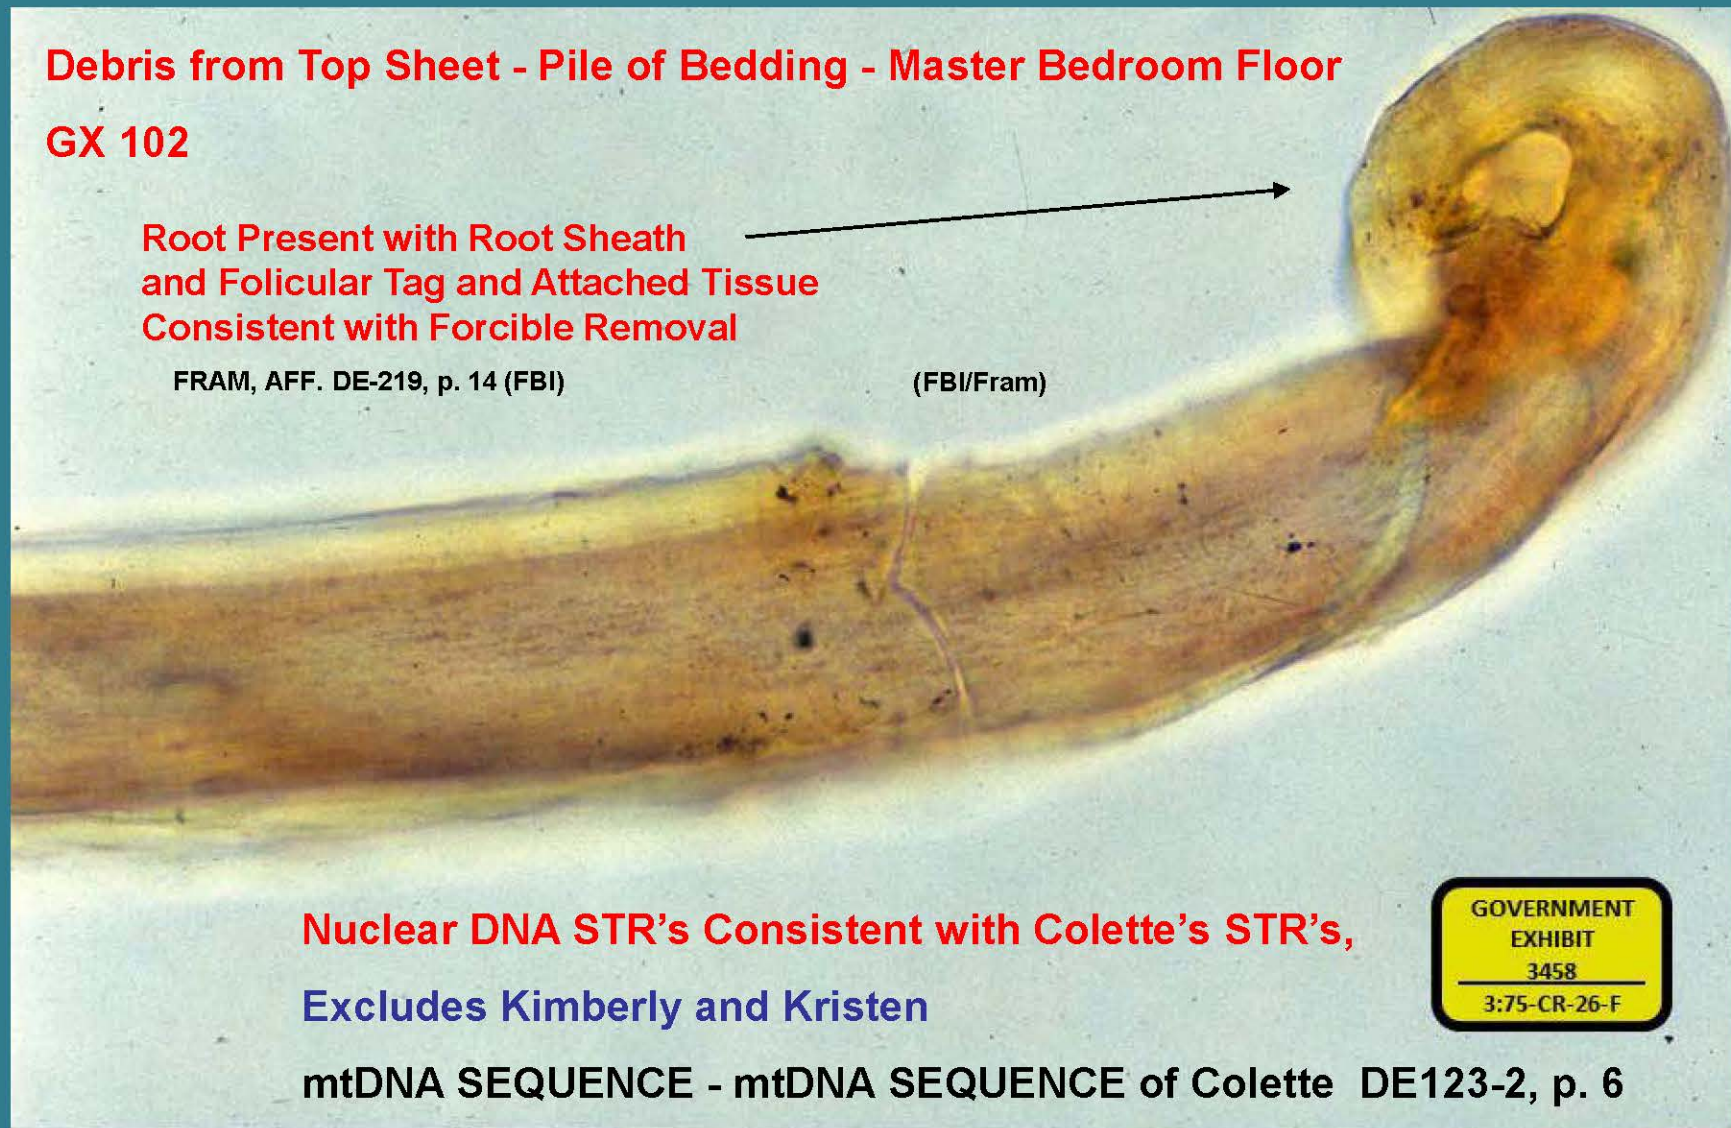 Debris from Top Sheet - Pile of Bedding - Master Bedroom Floor
GX 102
Root Present with Root Sheath
and Folicular Tag and Attached Tissue
Consistent with Forcible Removal
FRAM, AFF. DE-219, p. 14 (FBI)
(FBI/Fram)
Nuclear DNA STR's Consistent with Colette's STR's,
Excludes Kimberly and Kristen
mtDNA SEQUENCE - mtDNA SEQUENCE of Colette DE123-2, p. 6
GOVERNMENT
EXHIBIT
3458
3:75-CR-26-F